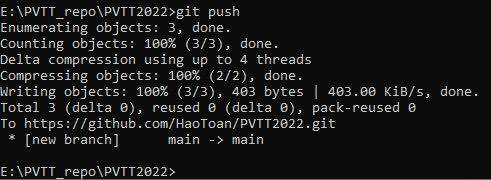 E:\PVTT_repo\PVTT2022>git push
Enumerating objects: 3, done.
Counting objects: 100% (3/3), done.
Delta compression using up to 4 threads
Compressing objects: 100% (2/2), done.
Writing objects: 100% (3/3), 403 bytes | 403.00 KiB/s, done.
Total 3 (delta 0), reused 0 (delta 0), pack-reused 0
To https://github.com/HaoToan/PVTT2022.git
 * [new branch]      main -> main
E:\PVTT_repo\PVTT2022>